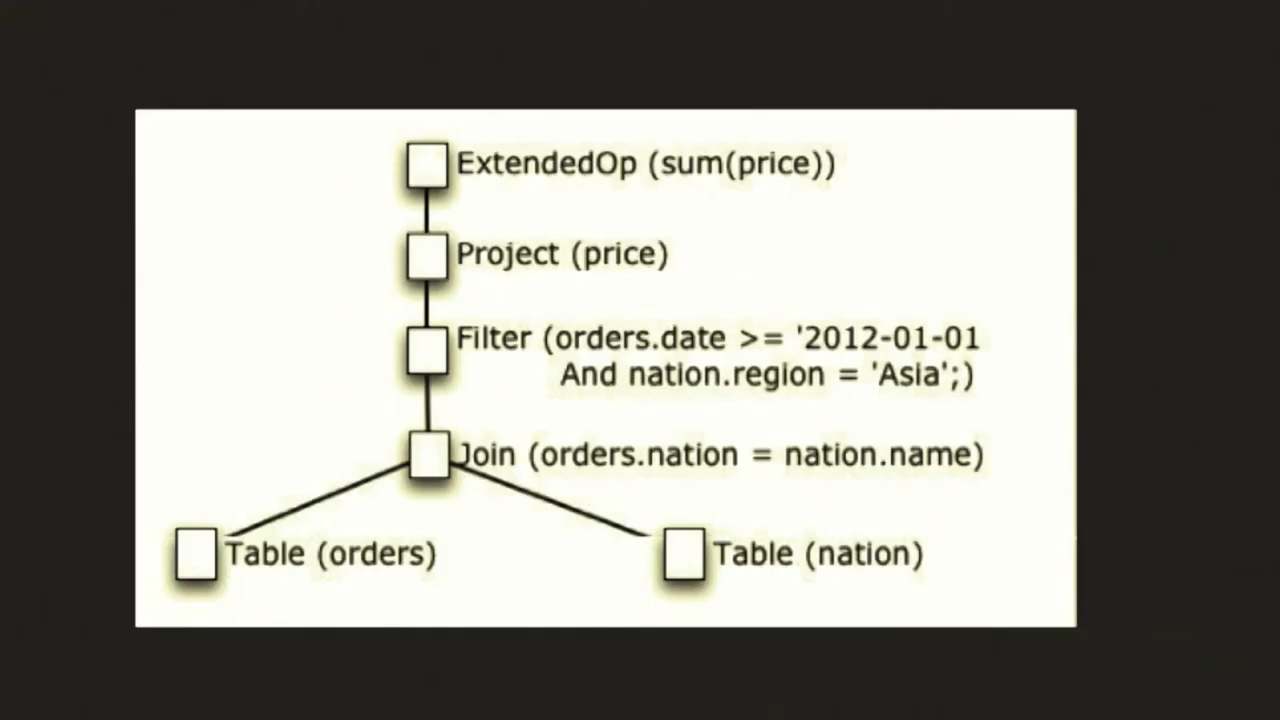 ExtendedOp (sum(price))
Project (price)
Filter (orders.date >= '2012-01-01
And nation.region = 'Asia';)
Join (orders.nation = nation.name)
Table (orders)
Table (nation)